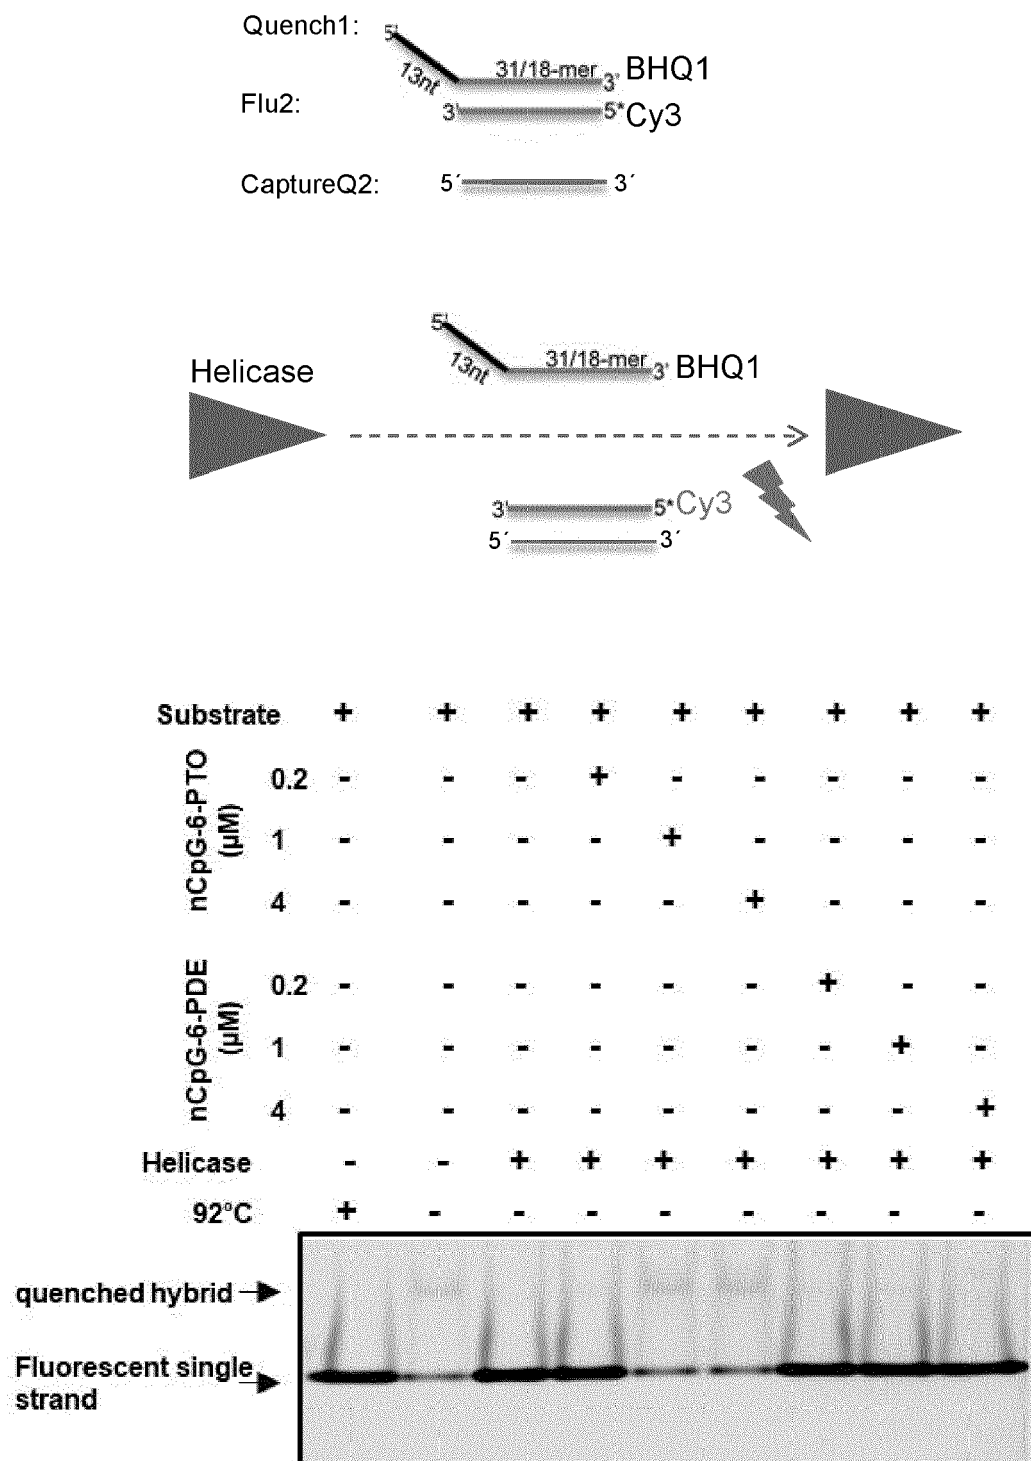 Quench1:
5'
13nt
31/18-mer
3' BHQ1
Flu2:
3'
5* Cy3
CaptureQ2:
5´
3´
5'
13nt
31/18-mer
3' BHQ1
Helicase
3'
5* Cy3
5´
3´
Substrate + + + + + + + + +
nCpG-6-PTO
(µM)
0.2 - - - + - - - - -
1 - - - - + - - - -
4 - - - - - + - - -
nCpG-6-PDE
(µM)
0.2 - - - - - - + - -
1 - - - - - - - + -
4 - - - - - - - - +
Helicase - - + + + + + + +
92°C + - - - - - - - -
quenched hybrid
Fluorescent single
strand